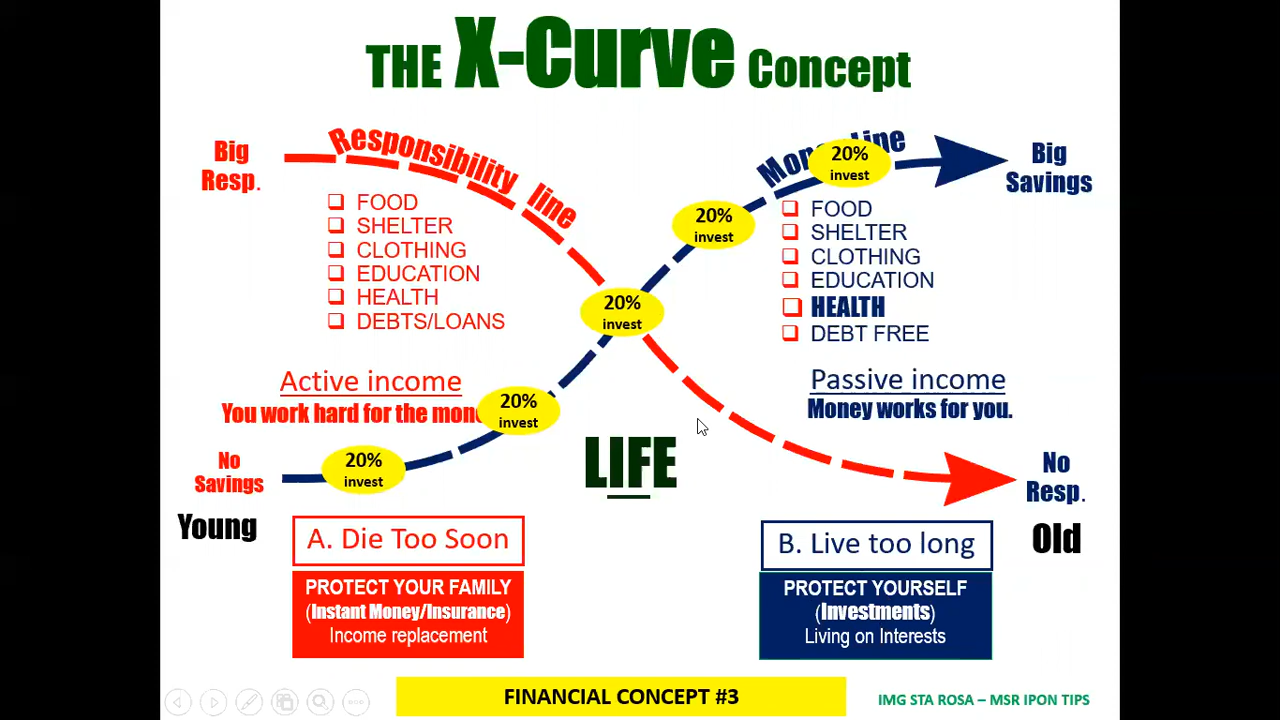 THE X-Curve Concept
Big
Resp.
Responsibility line
FOOD
SHELTER
CLOTHING
EDUCATION
HEALTH
DEBTS/LOANS
Active income
You work hard for the
No
Savings
Young
20%
invest
20%
invest
20%
invest
20%
invest
20%
invest
Big
Savings
FOOD
SHELTER
CLOTHING
EDUCATION
HEALTH
DEBT FREE
Passive income
Money works for you.
LIFE
No
Resp.
Old
A. Die Too Soon
PROTECT YOUR FAMILY
(Instant Money/Insurance)
Income replacement
B. Live too long
PROTECT YOURSELF
(Investments)
Living on Interests
FINANCIAL CONCEPT #3
IMG STA ROSA – MSR IPON TIPS